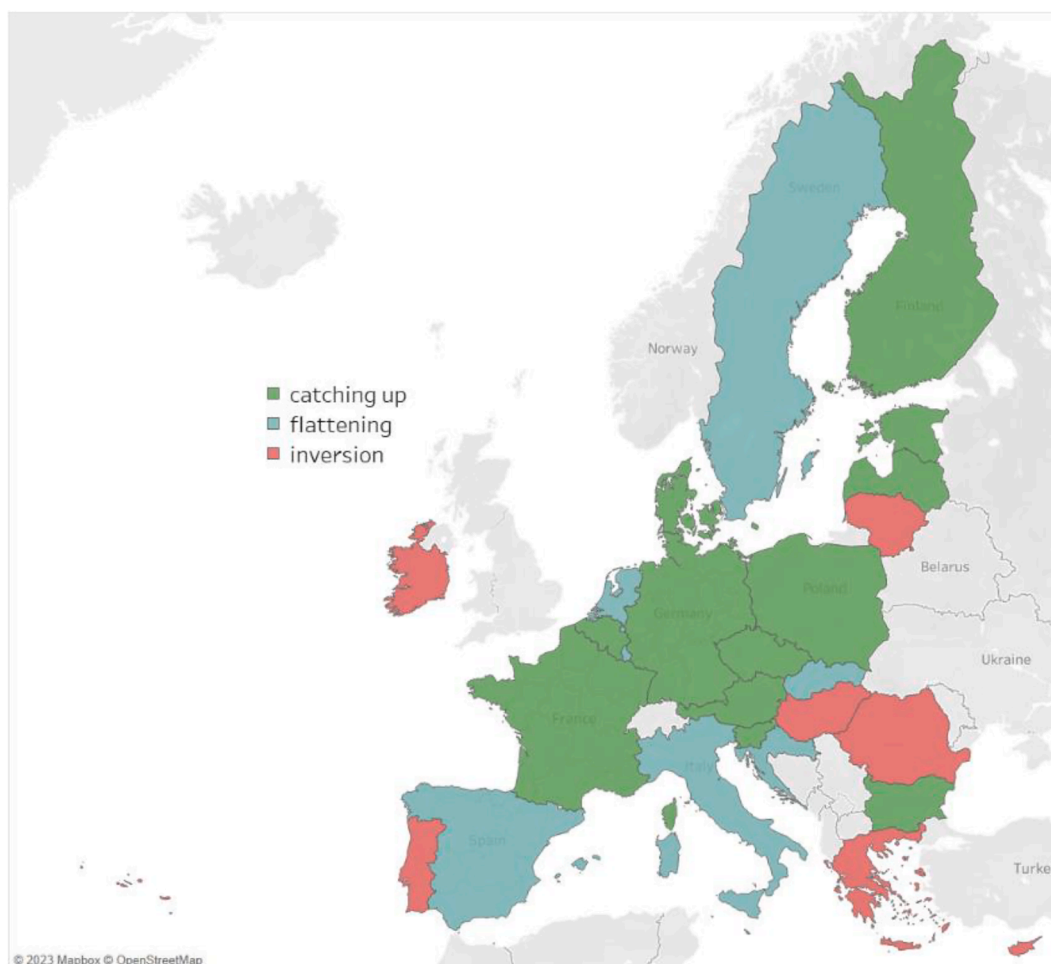 Sweden
Finland
Norway
catching up
flattening
inversion
Belarus
Poland
Germany
Ukraine
France
Italy
Spain
Turke
© 2023 Mapbox © OpenStreetMap